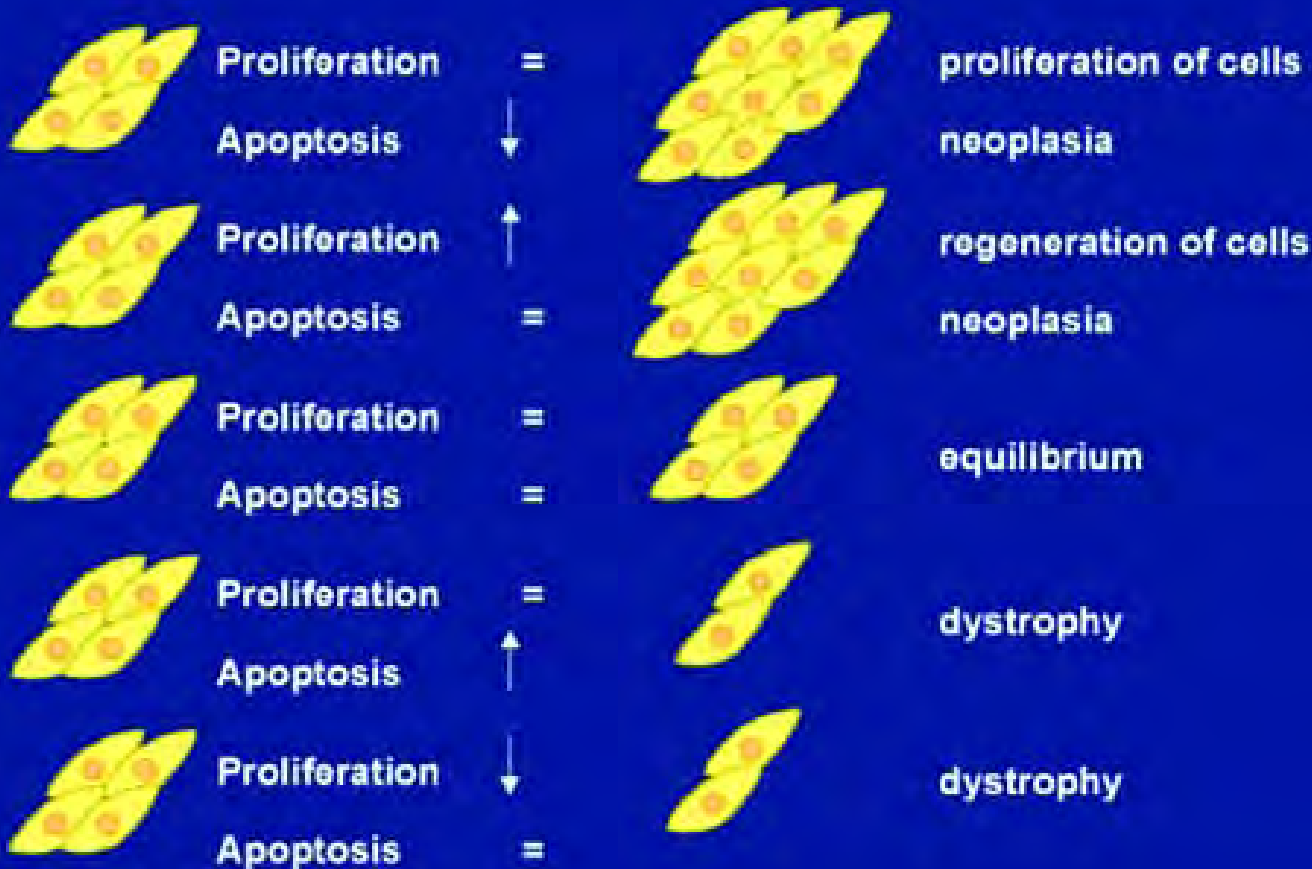 Proliferation = proliferation of cells
Apoptosis ↓ neoplasia
Proliferation ↑ regeneration of cells
Apoptosis = neoplasia
Proliferation =
equilibrium
Apoptosis =
Proliferation =
dystrophy
Apoptosis ↑
Proliferation ↓
dystrophy
Apoptosis =